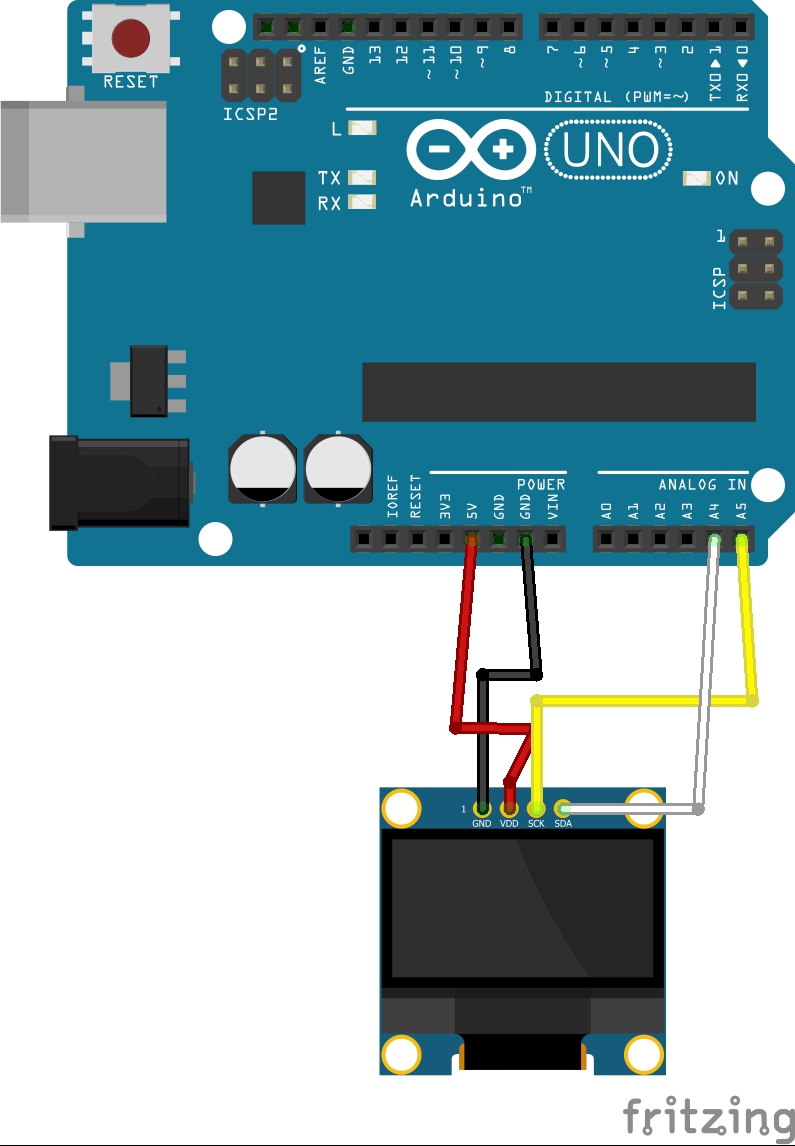 RESET
ICSP2
AREF
GND
13
12
~11
~10
~9
8
7
~6
~5
4
~3
2
TX0▶1
RX0◀0
DIGITAL (PWM=~)
L
TX
RX
Arduino™
UNO
ON
1
ICSP
IOREF
RESET
3V3
5V
GND
GND
VIN
POWER
A0
A1
A2
A3
A4
A5
ANALOG IN
1
GND
VDD
SCK
SDA
fritzing